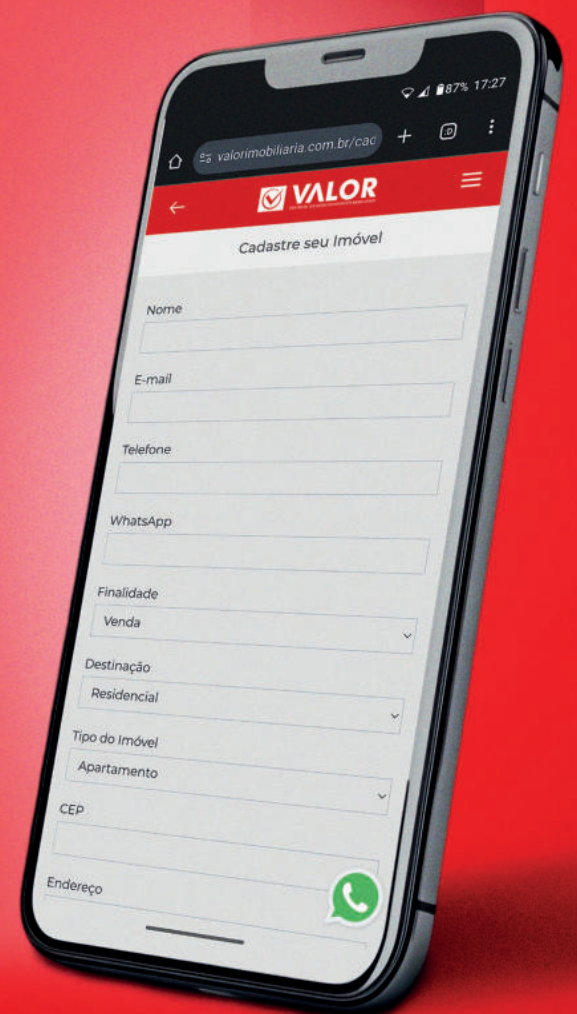 87% 17:27
valorimobiliaria.com.br/cad
VALOR
Cadastre seu Imóvel
Nome
E-mail
Telefone
WhatsApp
Finalidade
Venda
Destinação
Residencial
Tipo do Imóvel
Apartamento
CEP
Endereço